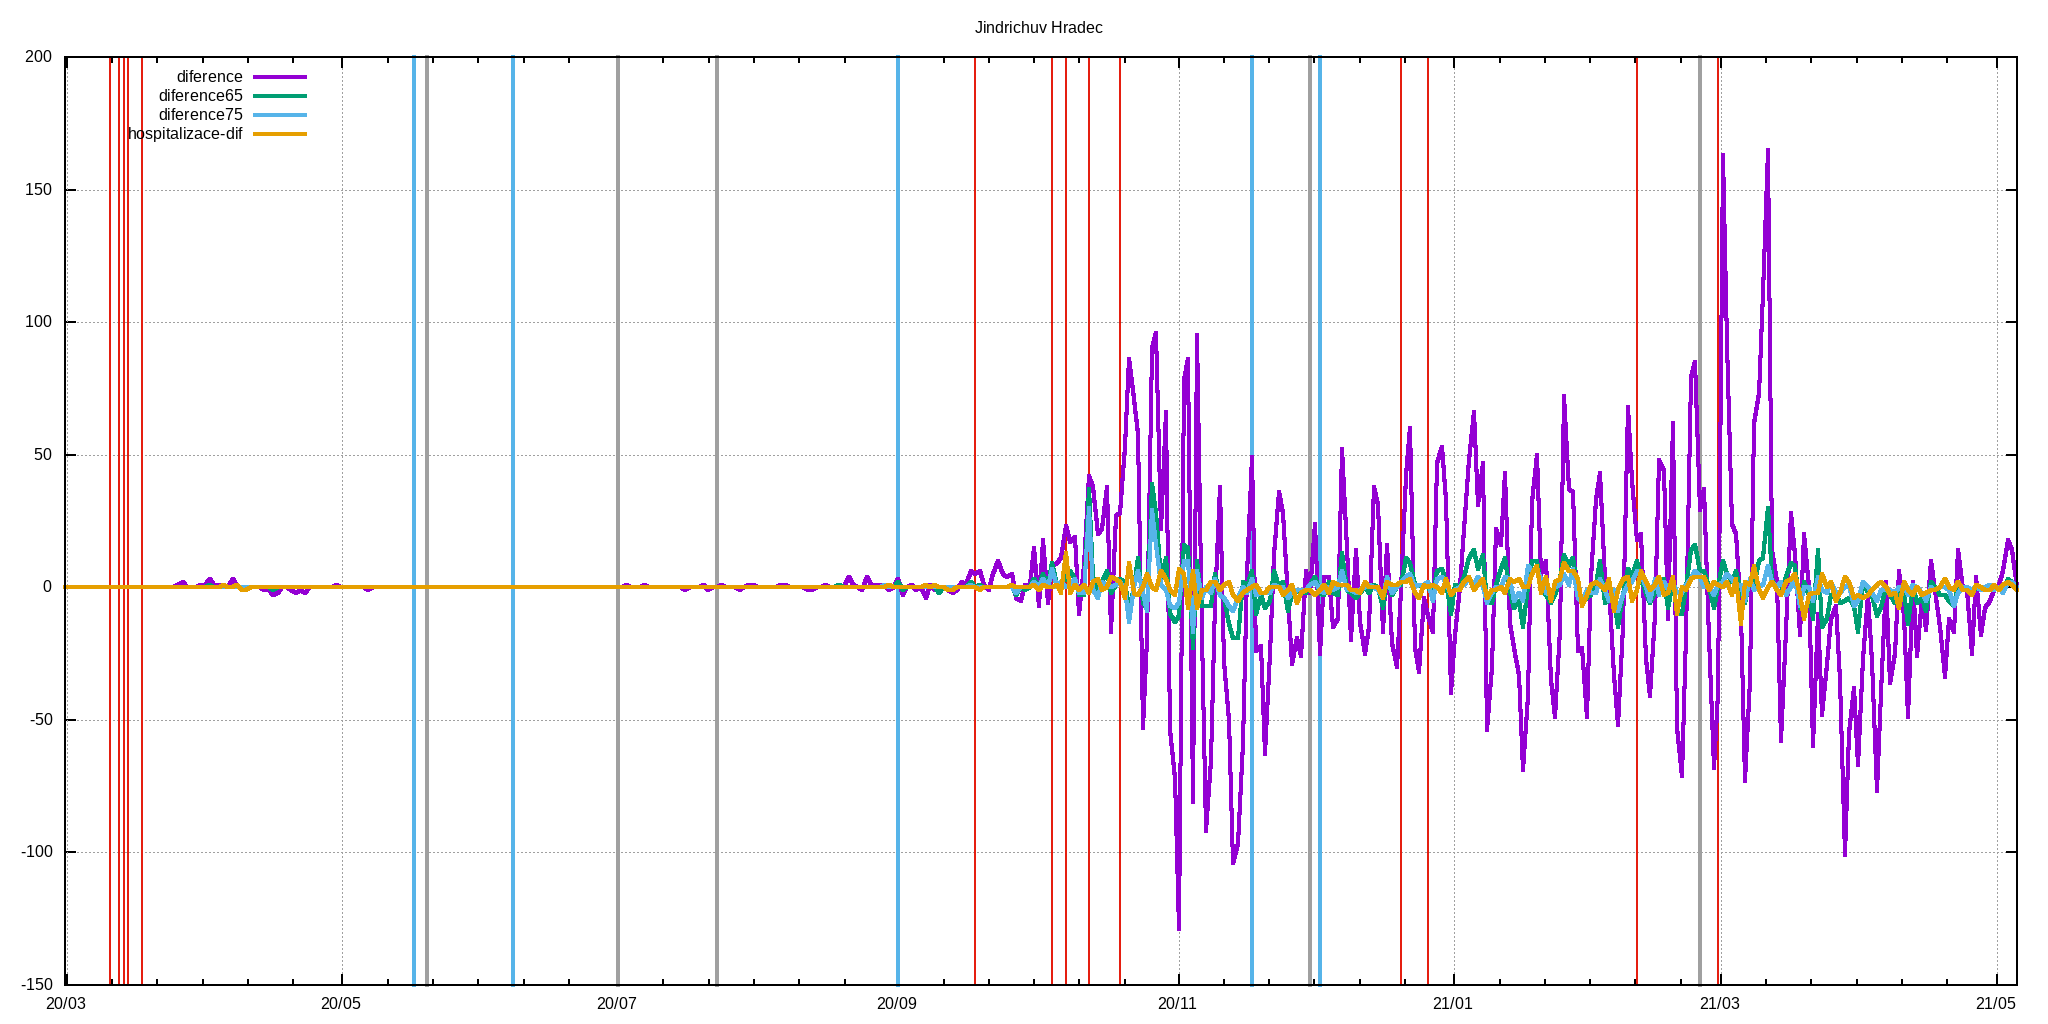 Jindrichuv Hradec
200
diference
diference65
diference75
hospitalizace-dif
150
100
50
0
-50
-100
-150
20/03 20/05 20/07 20/09 20/11 21/01 21/03 21/05